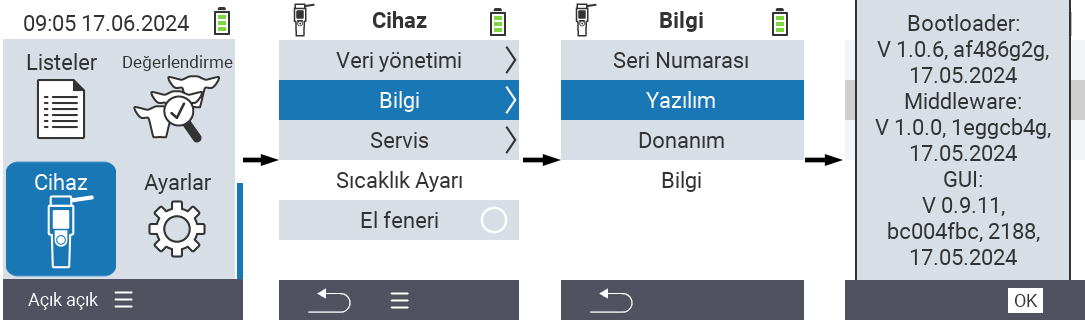 09:05 17.06.2024
Listeler
Değerlendirme
Cihaz
Ayarlar
Açık açık
Cihaz
Veri yönetimi
Bilgi
Servis
Sıcaklık Ayarı
El feneri
Bilgi
Seri Numarası
Yazılım
Donanım
Bilgi
Bootloader:
V 1.0.6, af486g2g,
17.05.2024
Middleware:
V 1.0.0, 1eggcb4g,
17.05.2024
GUI:
V 0.9.11,
bc004fbc, 2188,
17.05.2024
OK